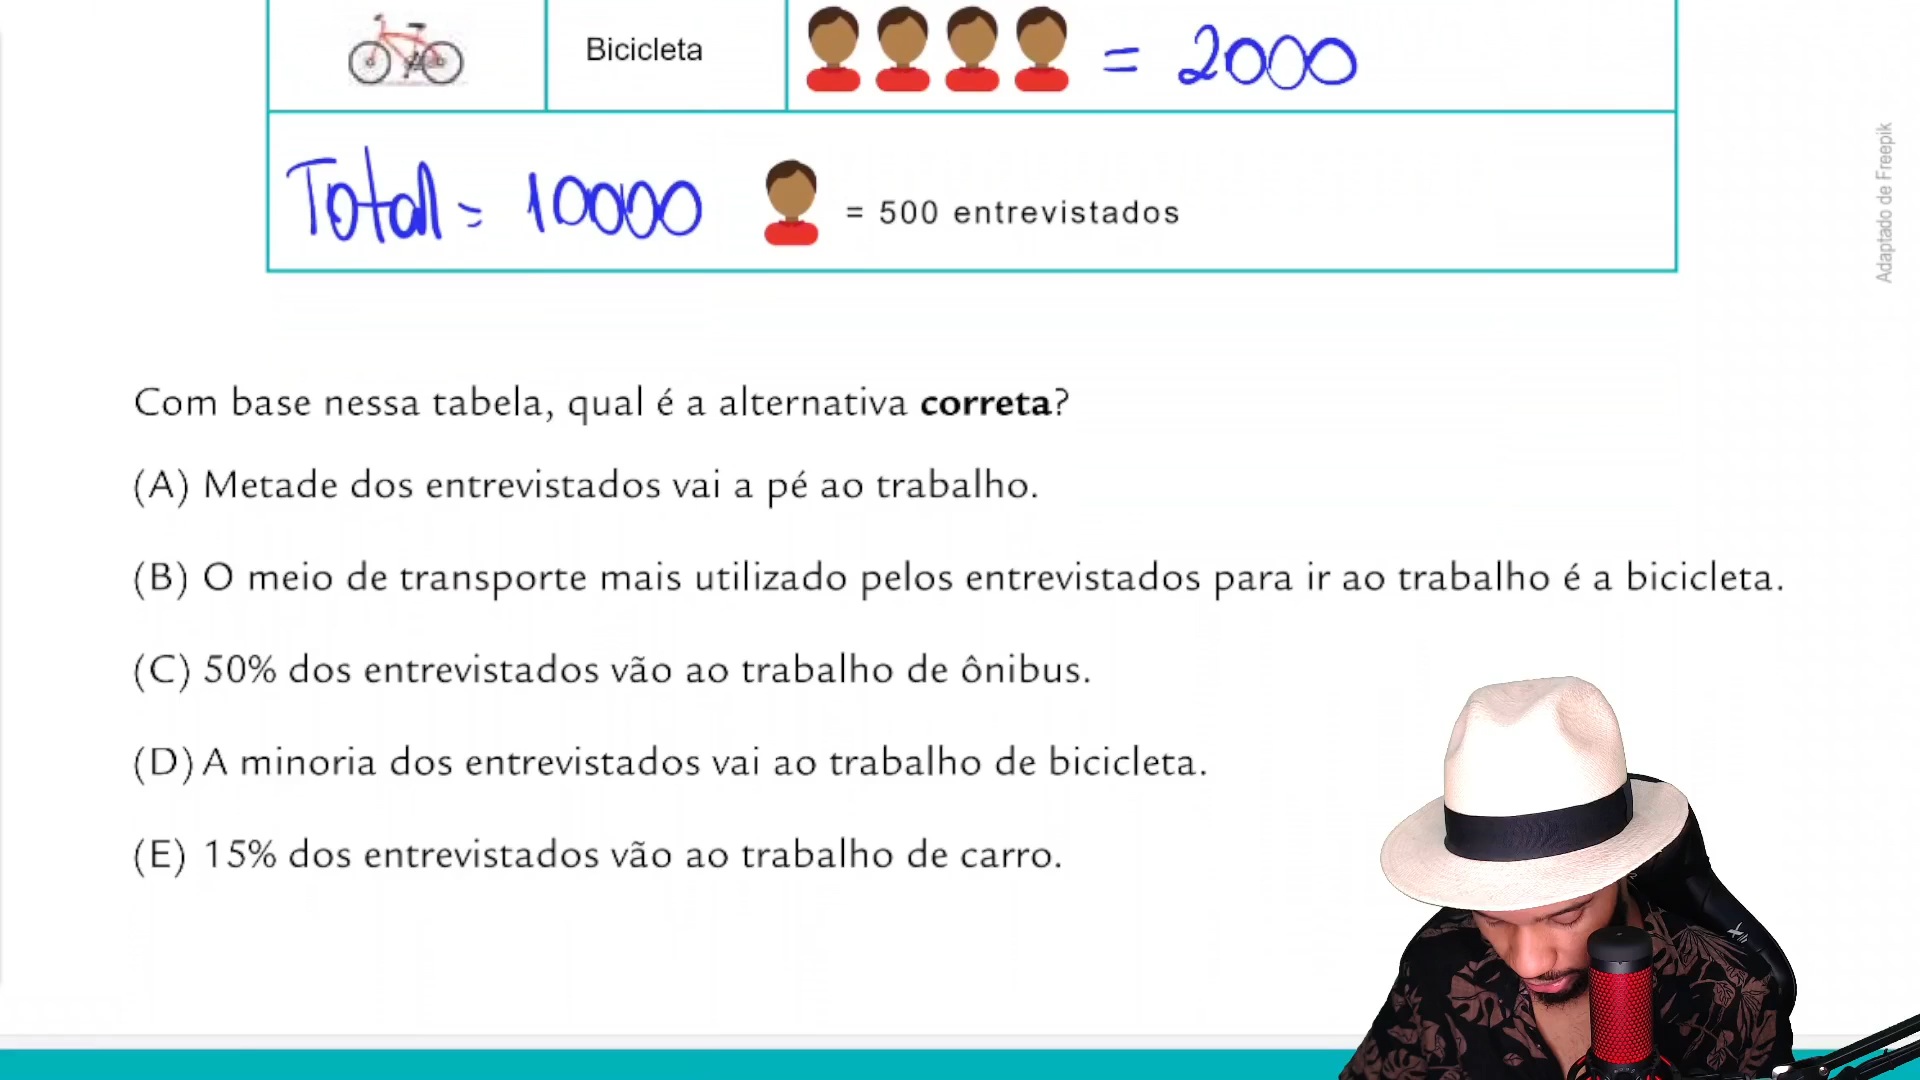 Bicicleta
= 2000
Total = 10000
= 500 entrevistados
Adaptado de Freepik
Com base nessa tabela, qual é a alternativa correta?
(A) Metade dos entrevistados vai a pé ao trabalho.
(B) O meio de transporte mais utilizado pelos entrevistados para ir ao trabalho é a bicicleta.
(C) 50% dos entrevistados vão ao trabalho de ônibus.
(D) A minoria dos entrevistados vai ao trabalho de bicicleta.
(E) 15% dos entrevistados vão ao trabalho de carro.